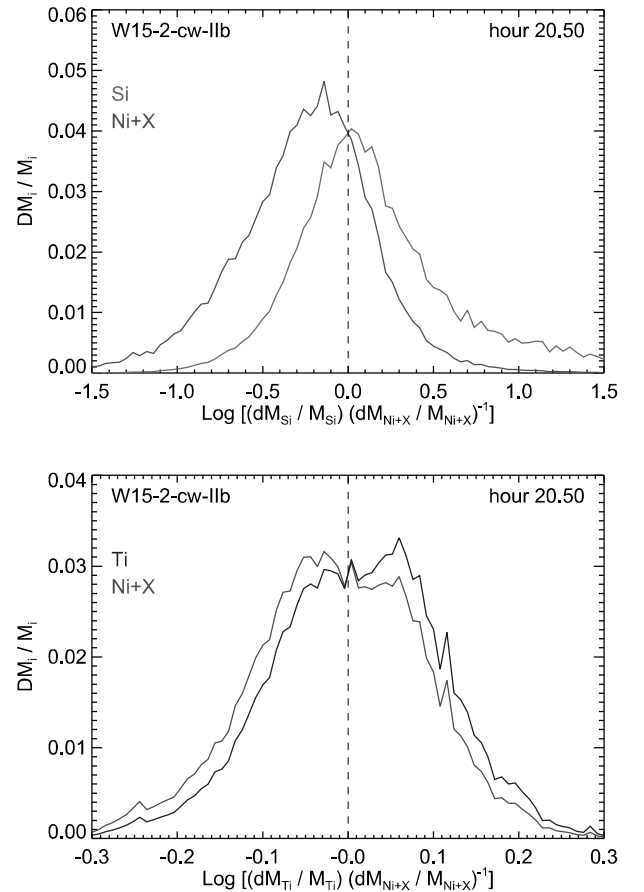 0.06
W15-2-cw-IIb hour 20.50
0.05
Si
Ni+X
0.04
DM_i / M_i
0.03
0.02
0.01
0.00
-1.5 -1.0 -0.5 0.0 0.5 1.0 1.5
Log [(dM_Si / M_Si) (dM_Ni+X / M_Ni+X)^-1]
0.04
W15-2-cw-IIb hour 20.50
Ti
Ni+X
0.03
DM_i / M_i
0.02
0.01
0.00
-0.3 -0.2 -0.1 -0.0 0.1 0.2 0.3
Log [(dM_Ti / M_Ti) (dM_Ni+X / M_Ni+X)^-1]